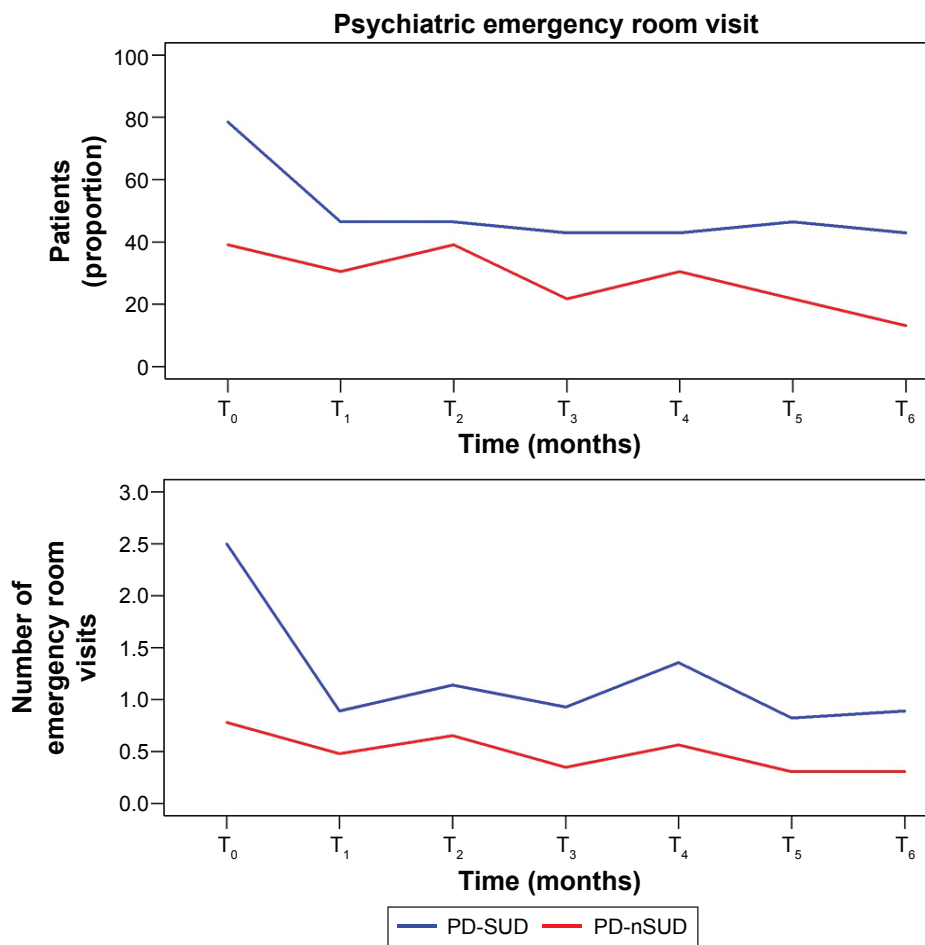 Psychiatric emergency room visit
Patients
(proportion)
100
80
60
40
20
0
T₀ T₁ T₂ T₃ T₄ T₅ T₆
Time (months)
Number of
emergency room
visits
3.0
2.5
2.0
1.5
1.0
0.5
0.0
T₀ T₁ T₂ T₃ T₄ T₅ T₆
Time (months)
PD-SUD PD-nSUD